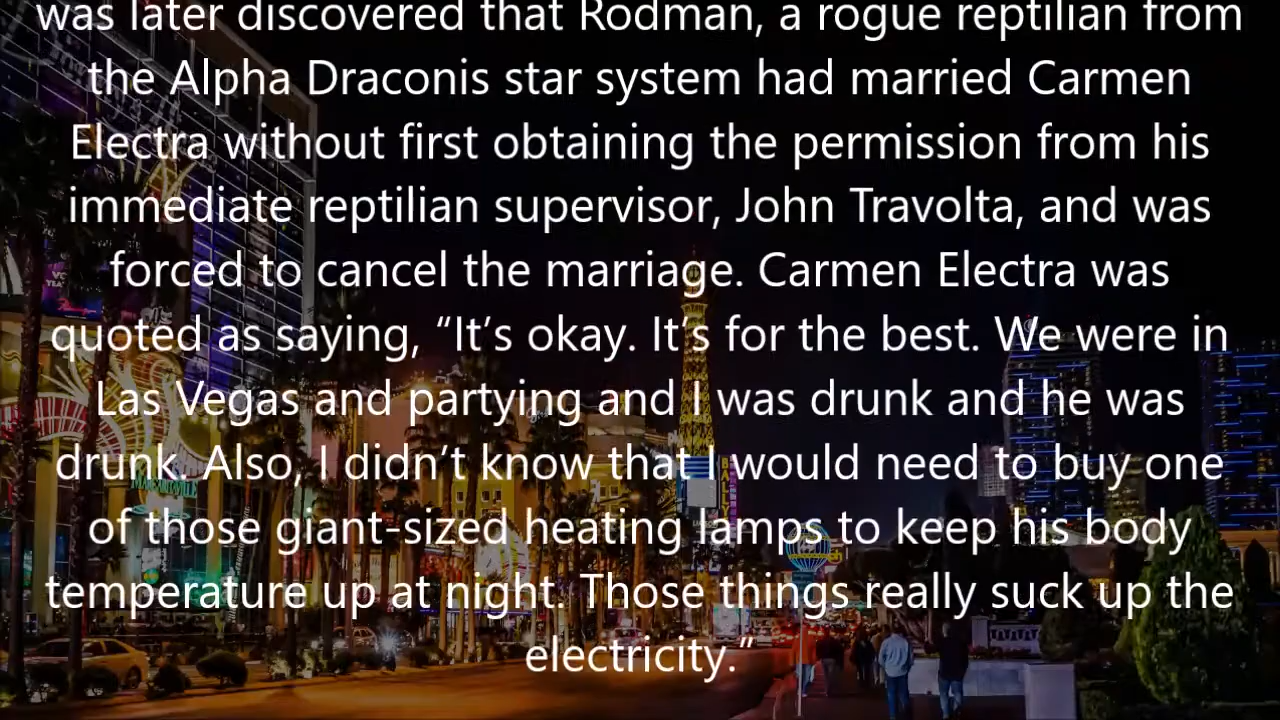 was later discovered that Rodman, a rogue reptilian from
the Alpha Draconis star system had married Carmen
Electra without first obtaining the permission from his
immediate reptilian supervisor, John Travolta, and was
forced to cancel the marriage. Carmen Electra was
quoted as saying, “It’s okay. It’s for the best. We were in
Las Vegas and partying and I was drunk and he was
drunk. Also, I didn’t know that I would need to buy one
of those giant-sized heating lamps to keep his body
temperature up at night. Those things really suck up the
electricity.”
MARGARITAVILLE